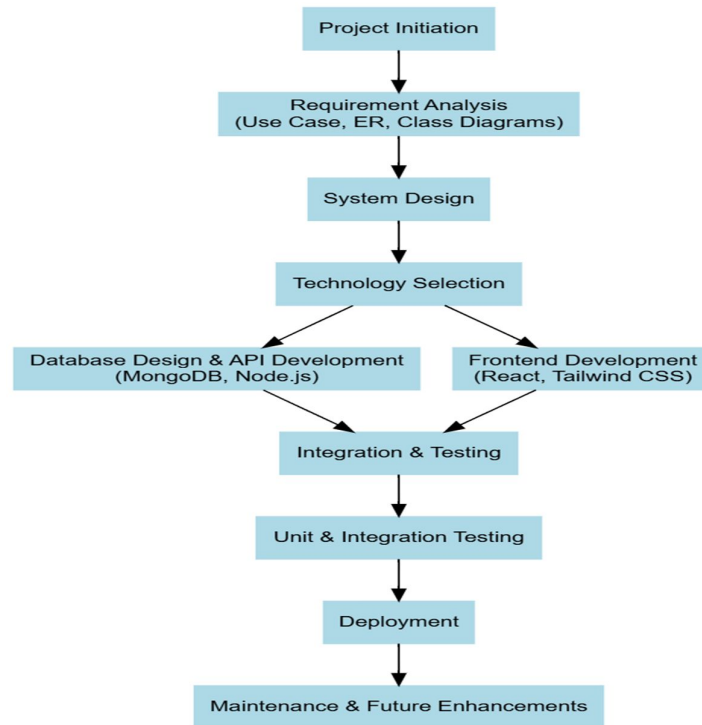 Project Initiation
Requirement Analysis
(Use Case, ER, Class Diagrams)
System Design
Technology Selection
Database Design & API Development
(MongoDB, Node.js)
Frontend Development
(React, Tailwind CSS)
Integration & Testing
Unit & Integration Testing
Deployment
Maintenance & Future Enhancements